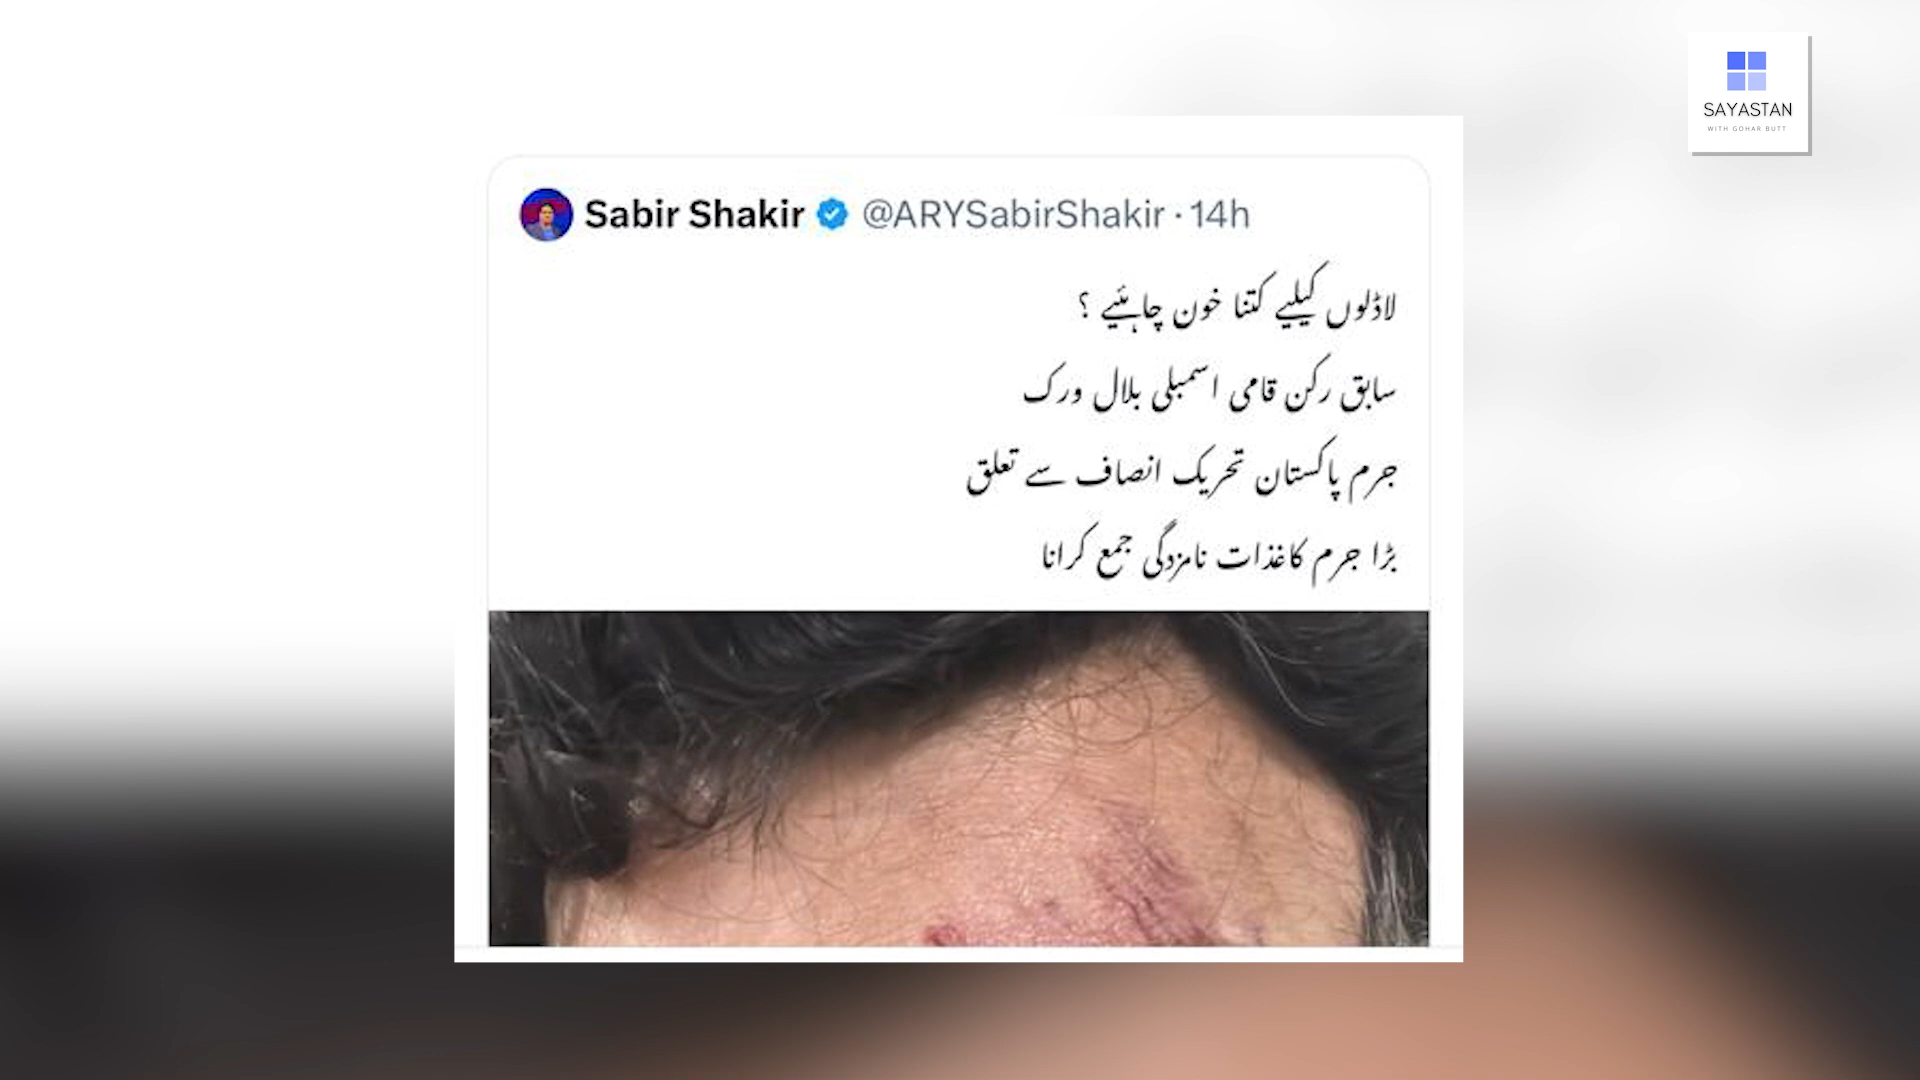 SAYASTAN
WITH GOHAR BUTT
Sabir Shakir @ARYSabirShakir · 14h
لاڈلوں کیلیے کتنا خون چاہئیے ؟
سابق رکن قامی اسمبلی بلال ورک
جرم پاکستان تحریک انصاف سے تعلق
بڑا جرم کاغذات نامزدگی جمع کرانا